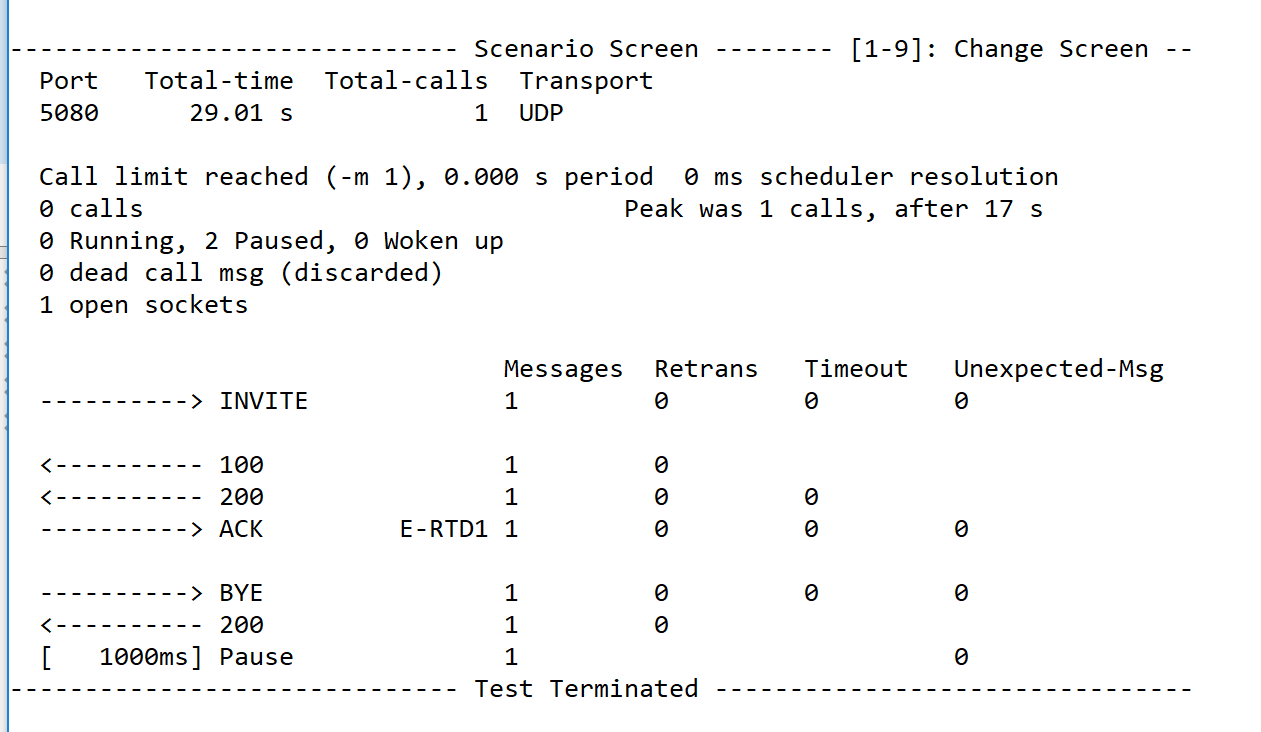 ------------------------------ Scenario Screen -------- [1-9]: Change Screen --
  Port   Total-time  Total-calls  Transport
  5080      29.01 s            1  UDP

  Call limit reached (-m 1), 0.000 s period  0 ms scheduler resolution
  0 calls                                Peak was 1 calls, after 17 s
  0 Running, 2 Paused, 0 Woken up
  0 dead call msg (discarded)
  1 open sockets

                                 Messages  Retrans   Timeout   Unexpected-Msg
  ----------> INVITE             1         0         0         0

  <---------- 100                1         0
  <---------- 200                1         0         0
  ----------> ACK         E-RTD1 1         0         0         0

  ----------> BYE                1         0         0         0
  <---------- 200                1         0
  [   1000ms] Pause              1                             0
------------------------------ Test Terminated --------------------------------